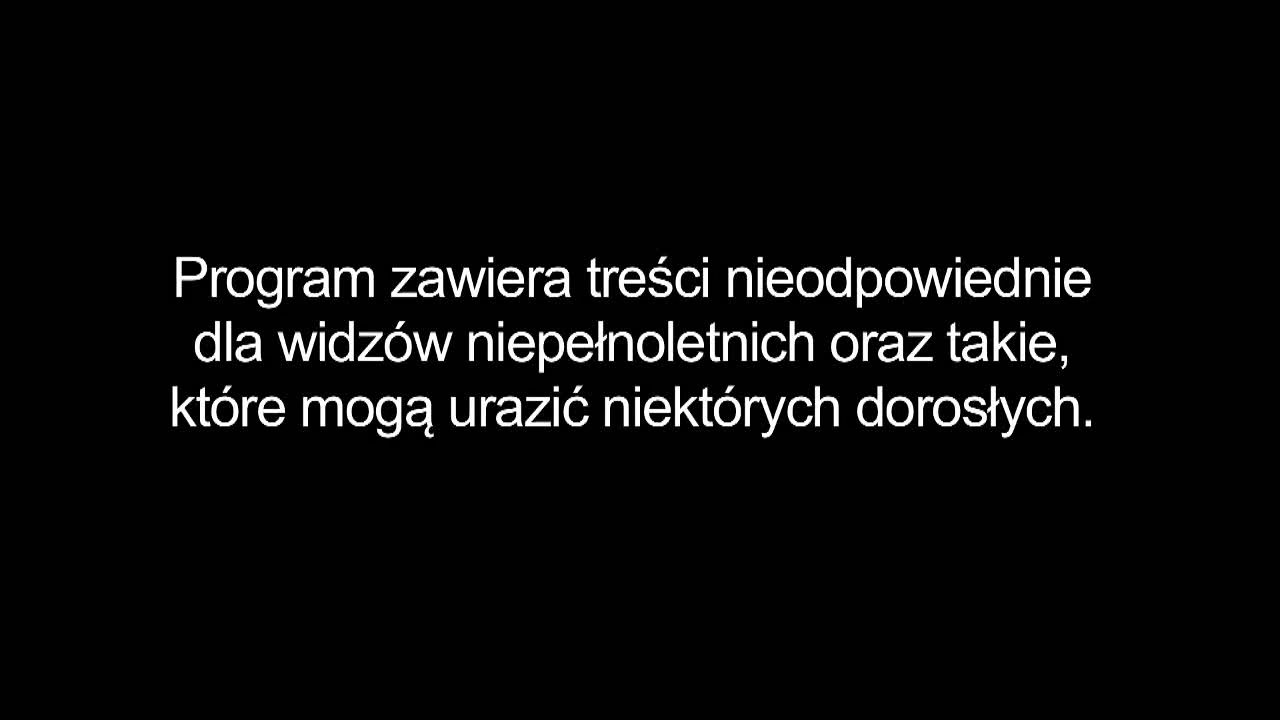 Program zawiera treści nieodpowiednie
dla widzów niepełnoletnich oraz takie,
które mogą urazić niektórych dorosłych.